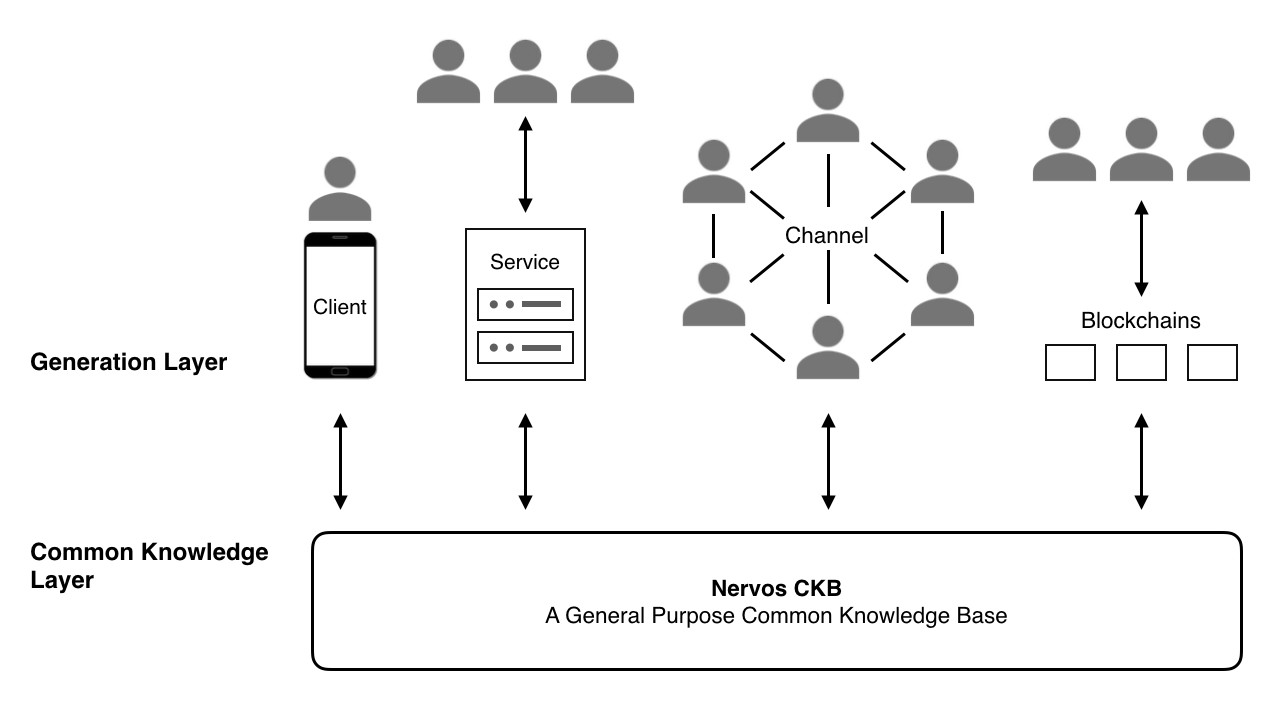 Service
Channel
Client
Blockchains
Generation Layer
Common Knowledge
Layer
Nervos CKB
A General Purpose Common Knowledge Base